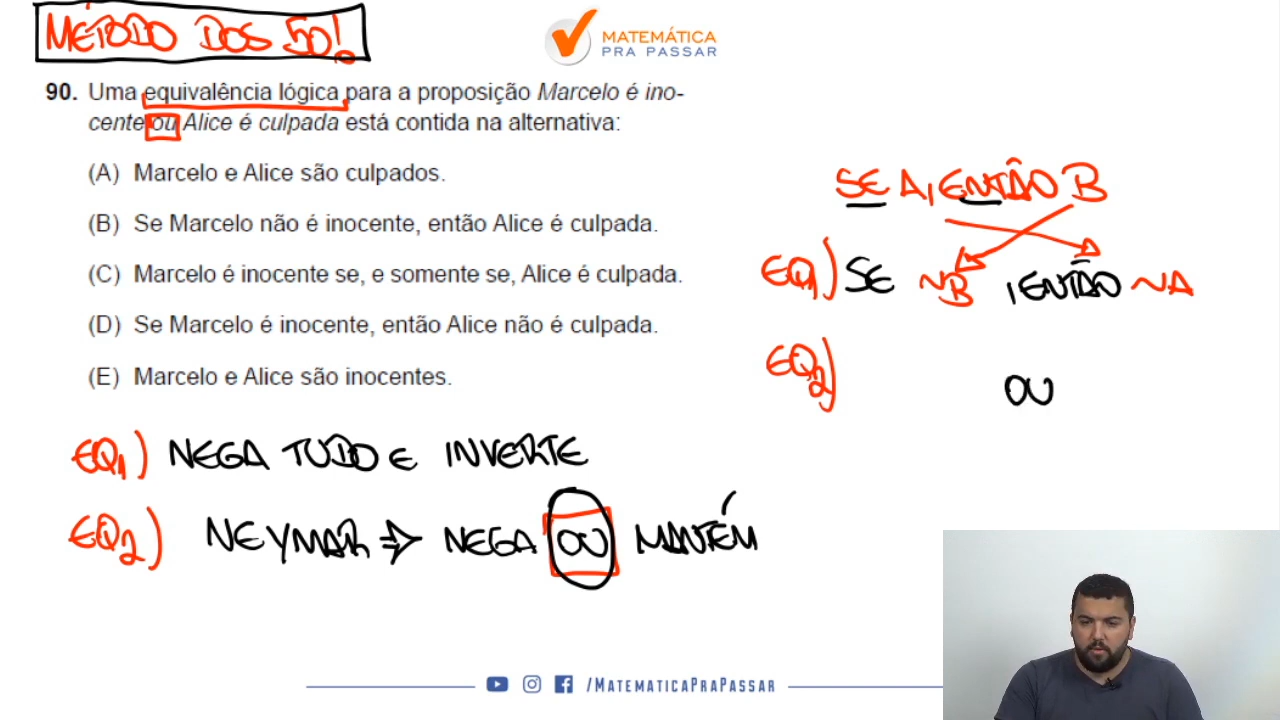 MÉTODO DOS 50!
MATEMÁTICA
PRA PASSAR
90. Uma equivalência lógica para a proposição Marcelo é ino-
cente ou Alice é culpada está contida na alternativa:
(A) Marcelo e Alice são culpados.
(B) Se Marcelo não é inocente, então Alice é culpada.
(C) Marcelo é inocente se, e somente se, Alice é culpada.
(D) Se Marcelo é inocente, então Alice não é culpada.
(E) Marcelo e Alice são inocentes.
SE A, ENTÃO B
EQ1) SE ~B , ENTÃO ~A
EQ2) OU
EQ1) NEGA TUDO E INVERTE
EQ2) NEYMAR → NEGA OU MANTÉM
/MATEMATICAPRAPASSAR